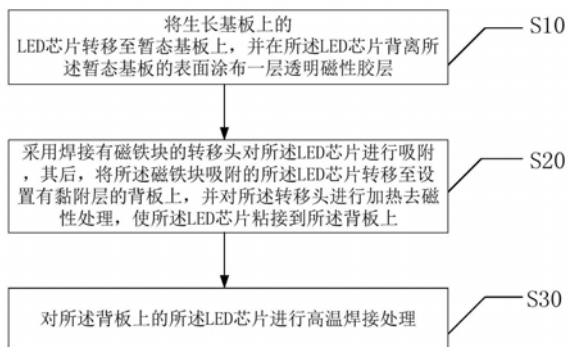 将生长基板上的
LED芯片转移至暂态基板上，并在所述LED芯片背离所
述暂态基板的表面涂布一层透明磁性胶层
S10
采用焊接有磁铁块的转移头对所述LED芯片进行吸附
，其后，将所述磁铁块吸附的所述LED芯片转移至设
置有黏附层的背板上，并对所述转移头进行加热去磁
性处理，使所述LED芯片粘接到所述背板上
S20
对所述背板上的所述LED芯片进行高温焊接处理
S30